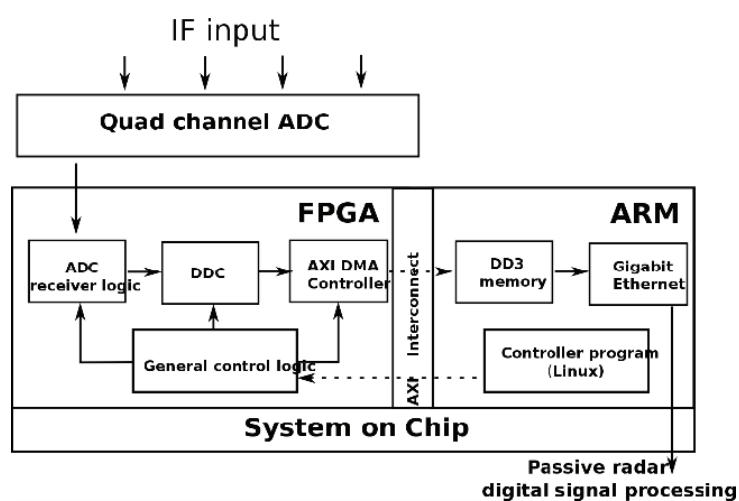 IF input
Quad channel ADC
FPGA
ARM
ADC
receiver logic
DDC
AXI DMA
Controller
AXI Interconnect
DD3
memory
Gigabit
Ethernet
General control logic
Controller program
(Linux)
System on Chip
Passive radar
digital signal processing